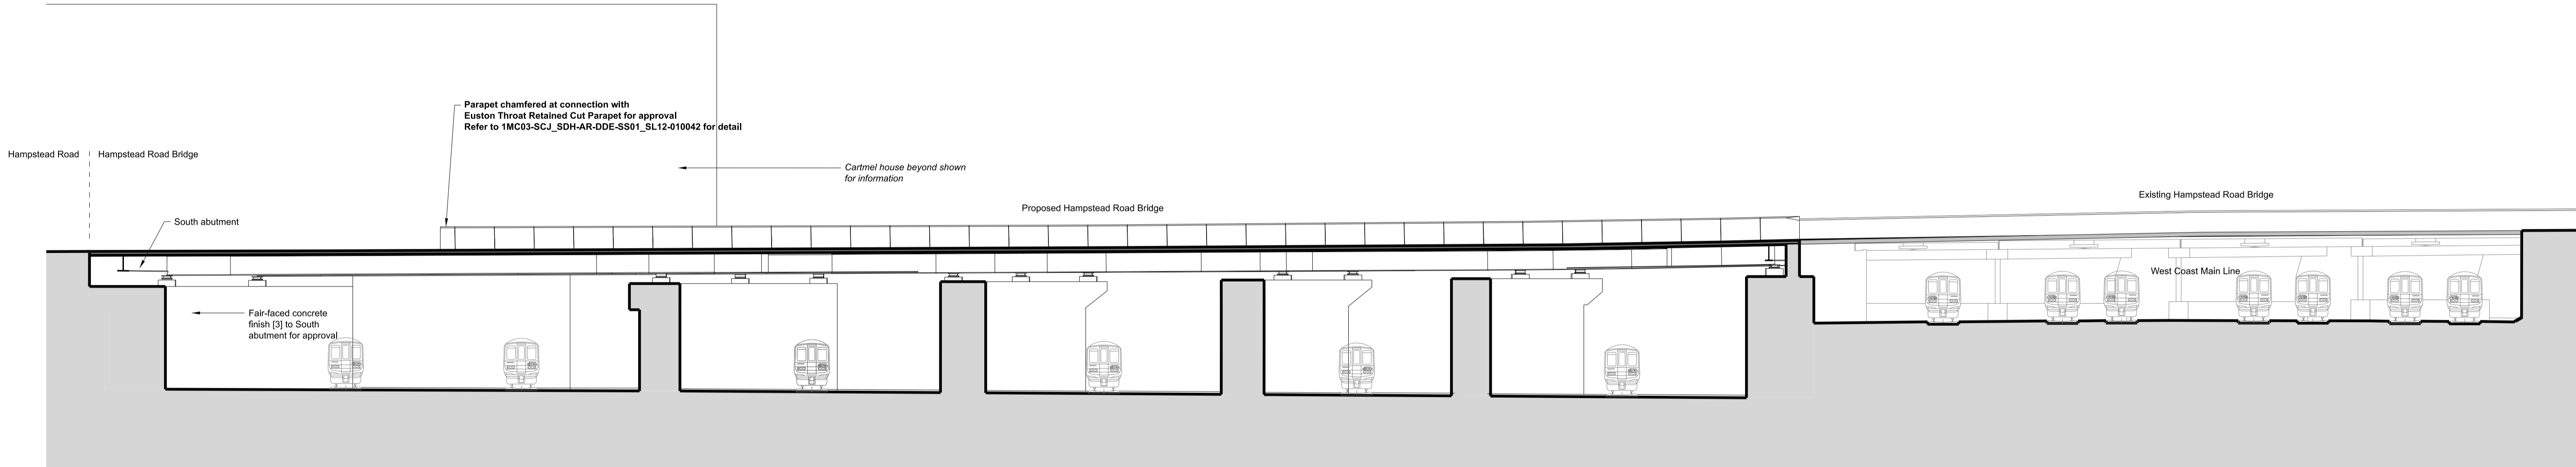 Parapet chamfered at connection with
Euston Throat Retained Cut Parapet for approval
Refer to 1MC03-SCJ_SDH-AR-DDE-SS01_SL12-010042 for detail
Hampstead Road
Hampstead Road Bridge
Cartmel house beyond shown
for information
South abutment
Proposed Hampstead Road Bridge
Existing Hampstead Road Bridge
West Coast Main Line
Fair-faced concrete
finish [3] to South
abutment for approval